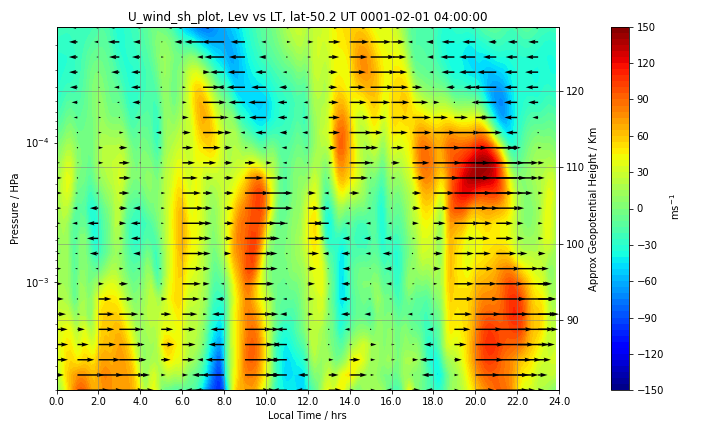 U_wind_sh_plot, Lev vs LT, lat-50.2 UT 0001-02-01 04:00:00
Pressure / HPa
10⁻⁴
10⁻³
0.0 2.0 4.0 6.0 8.0 10.0 12.0 14.0 16.0 18.0 20.0 22.0 24.0
Local Time / hrs
120
110
100
90
Approx Geopotential Height / Km
150
120
90
60
30
0
−30
−60
−90
−120
−150
ms⁻¹